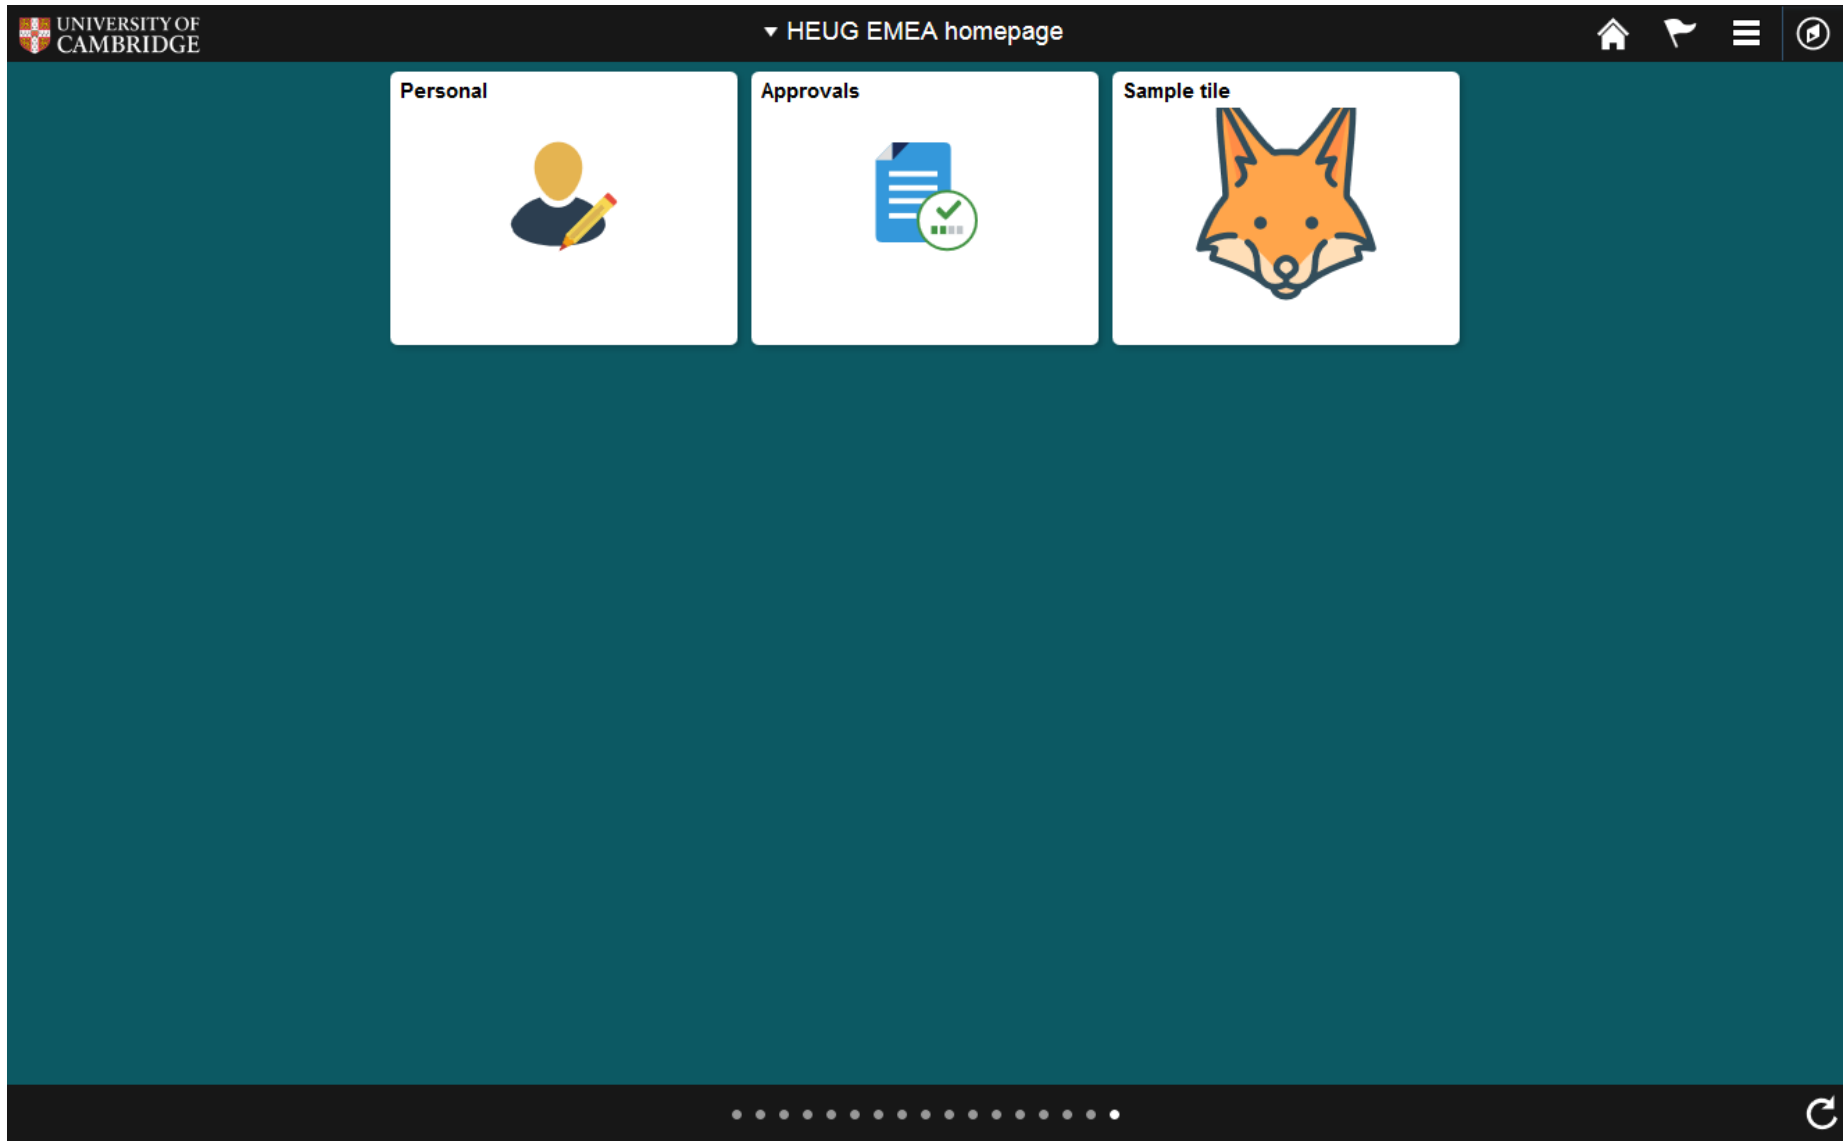 UNIVERSITY OF
CAMBRIDGE
HEUG EMEA homepage
Personal
Approvals
Sample tile